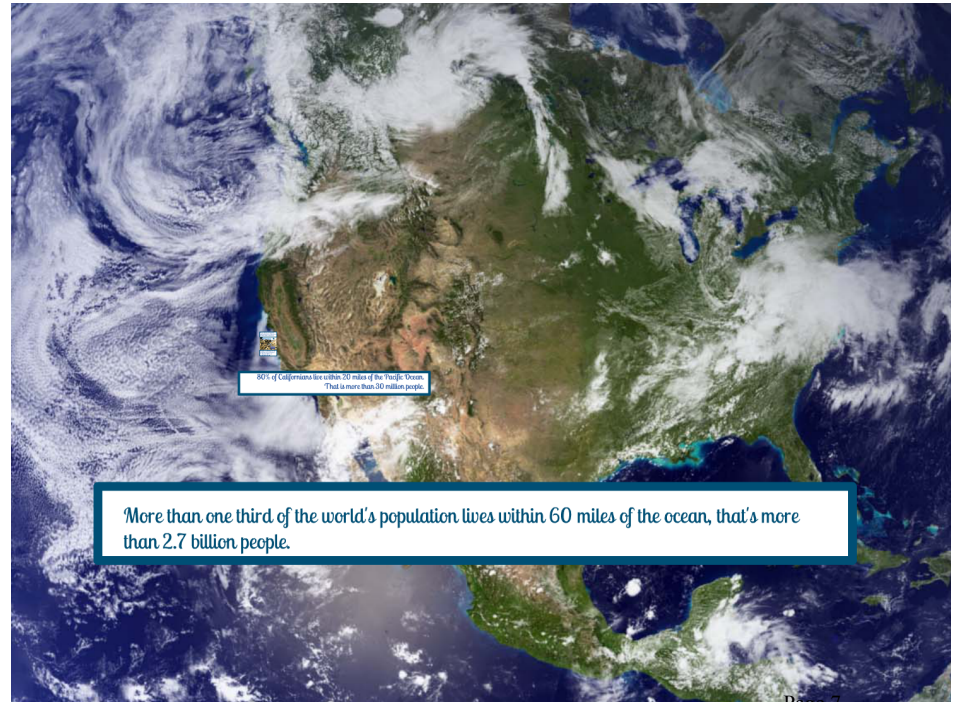 80% of Californians live within 20 miles of the Pacific Ocean.
That is more than 30 million people.
More than one third of the world's population lives within 60 miles of the ocean, that's more
than 2.7 billion people.
Page 7